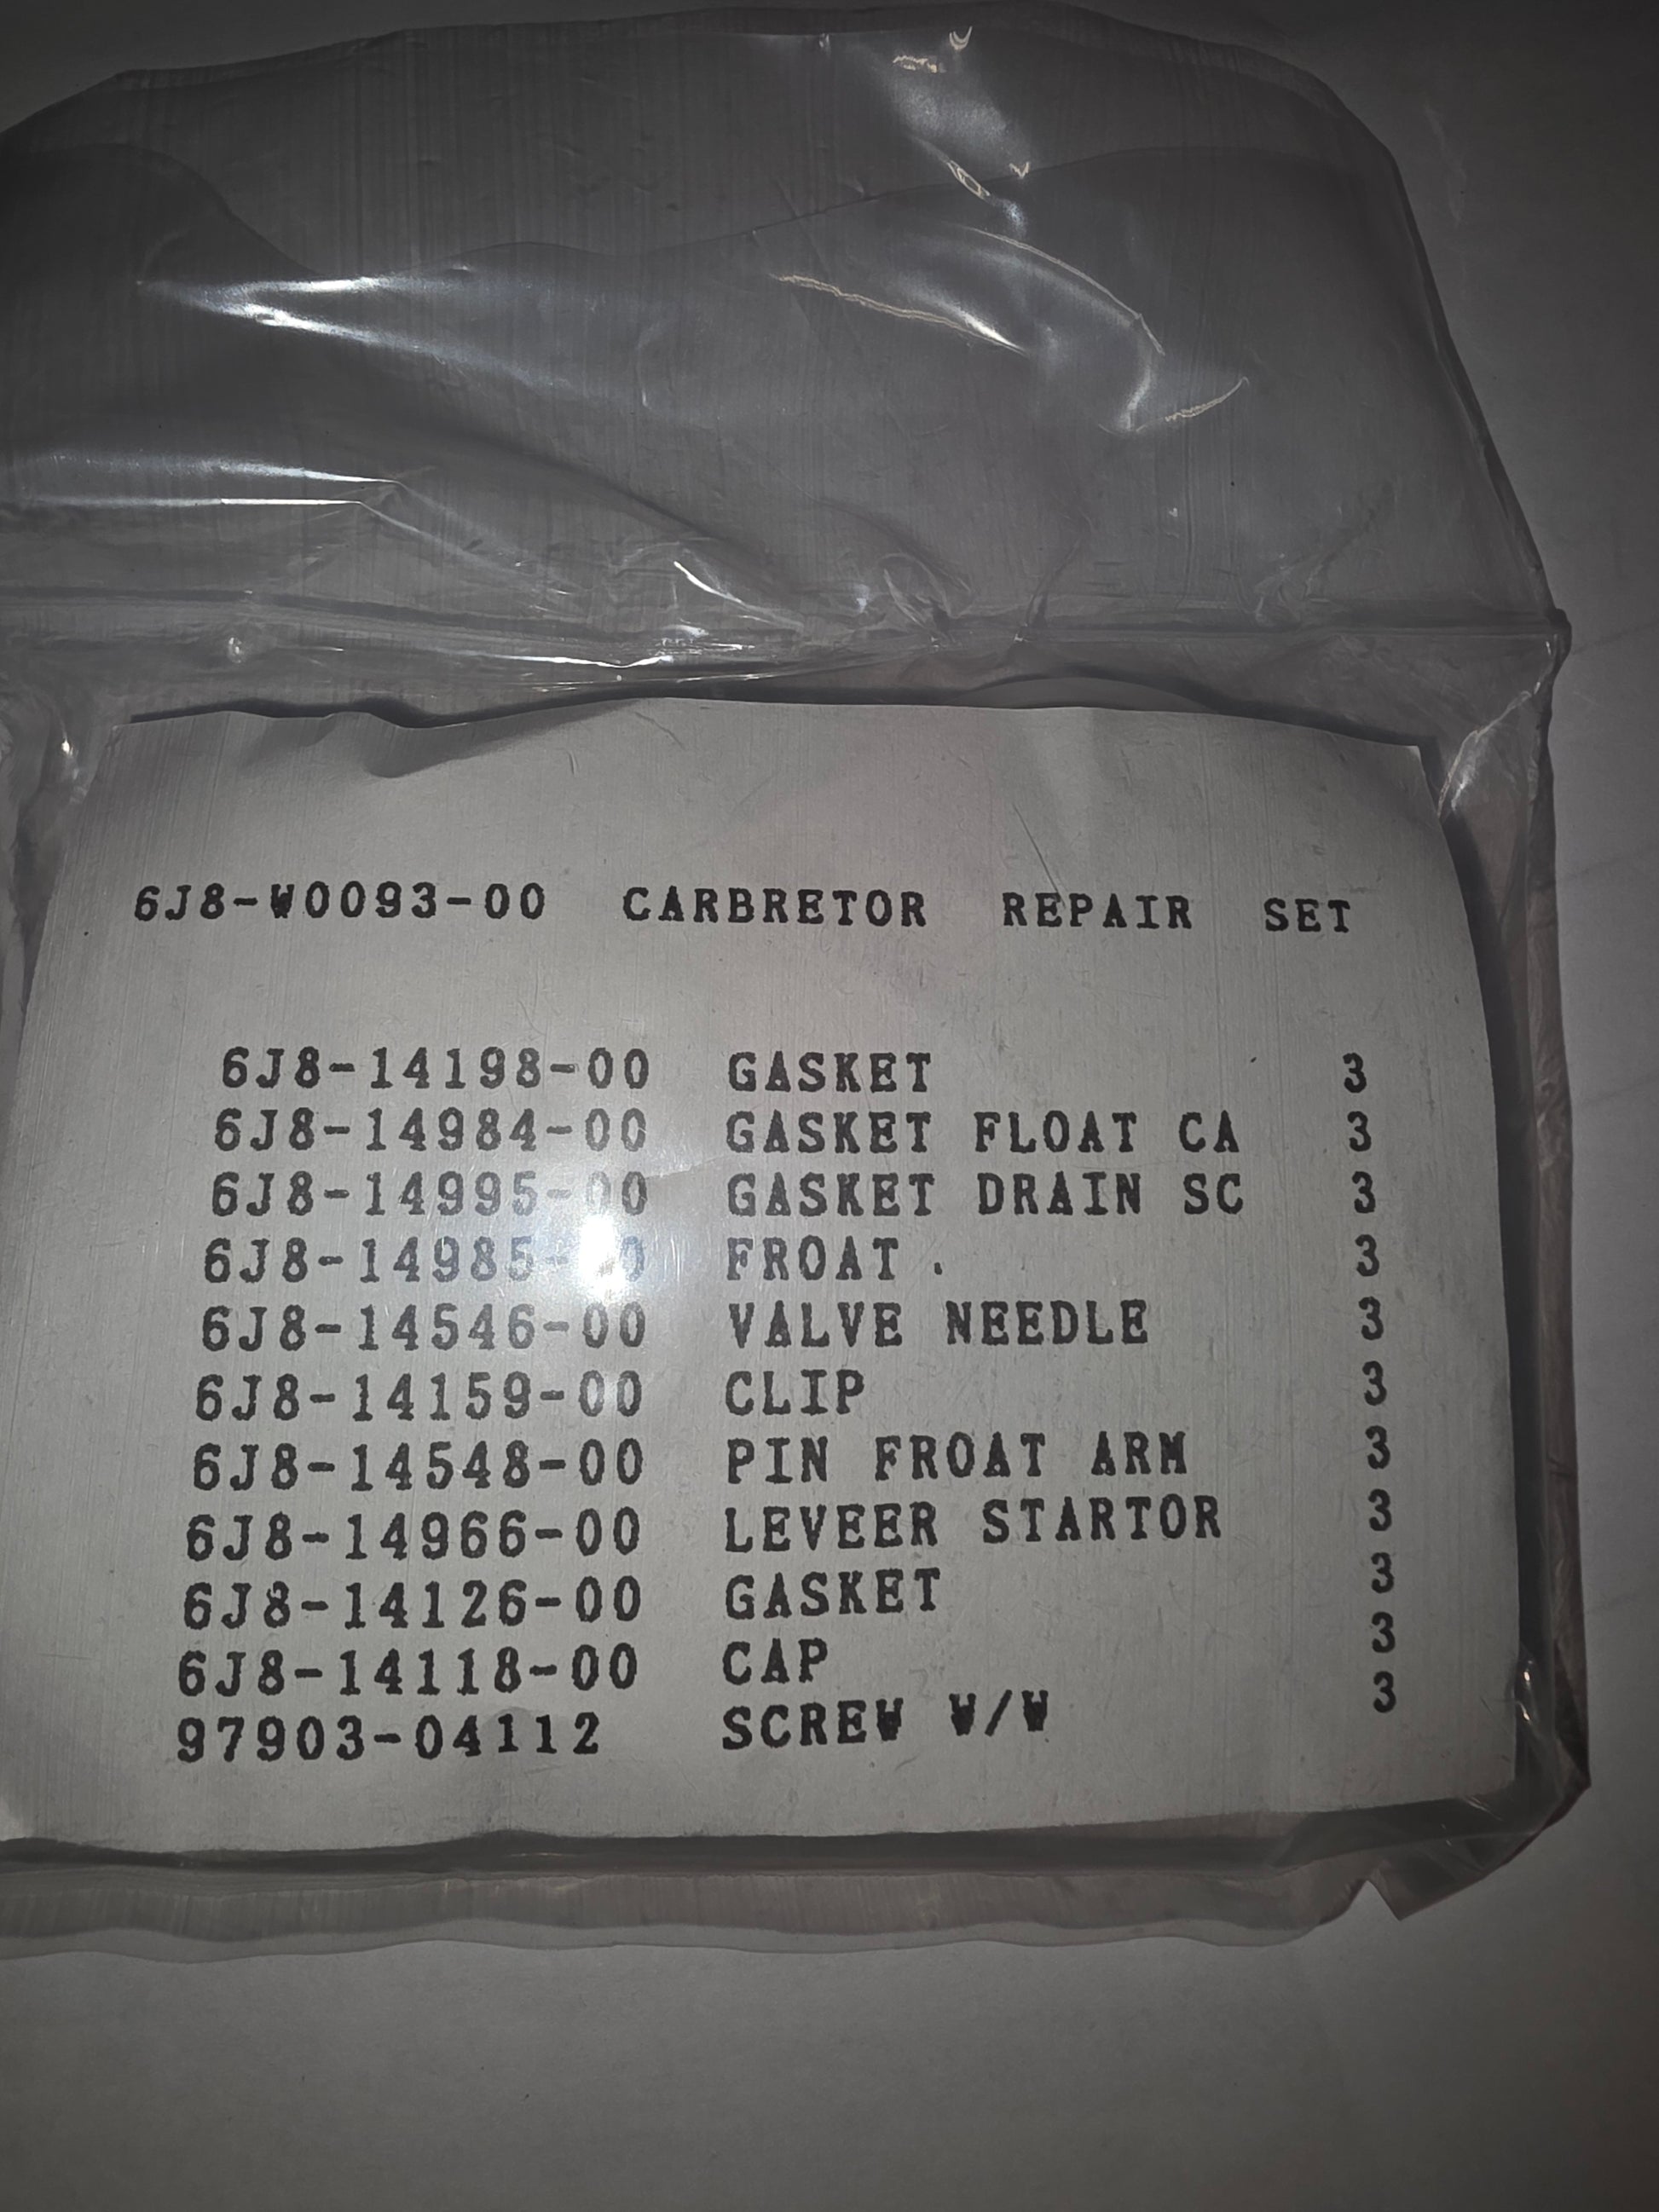 6J8-W0093-00 CARBRETOR REPAIR SET
6J8-14198-00 GASKET 3
6J8-14984-00 GASKET FLOAT CA 3
6J8-14995-00 GASKET DRAIN SC 3
6J8-14985-00 FROAT . 3
6J8-14546-00 VALVE NEEDLE 3
6J8-14159-00 CLIP 3
6J8-14548-00 PIN FROAT ARM 3
6J8-14966-00 LEVEER STARTOR 3
6J8-14126-00 GASKET 3
6J8-14118-00 CAP 3
97903-04112 SCREW W/W 3